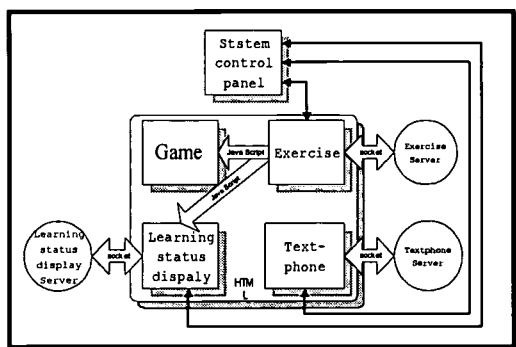 Ststem
control
panel
Game
Java Script
Exercise
socket
Exercise
Server
Java Script
Learning
status
display
Server
socket
Learning
status
dispaly
Text-
phone
socket
Textphone
Server
HTM
L